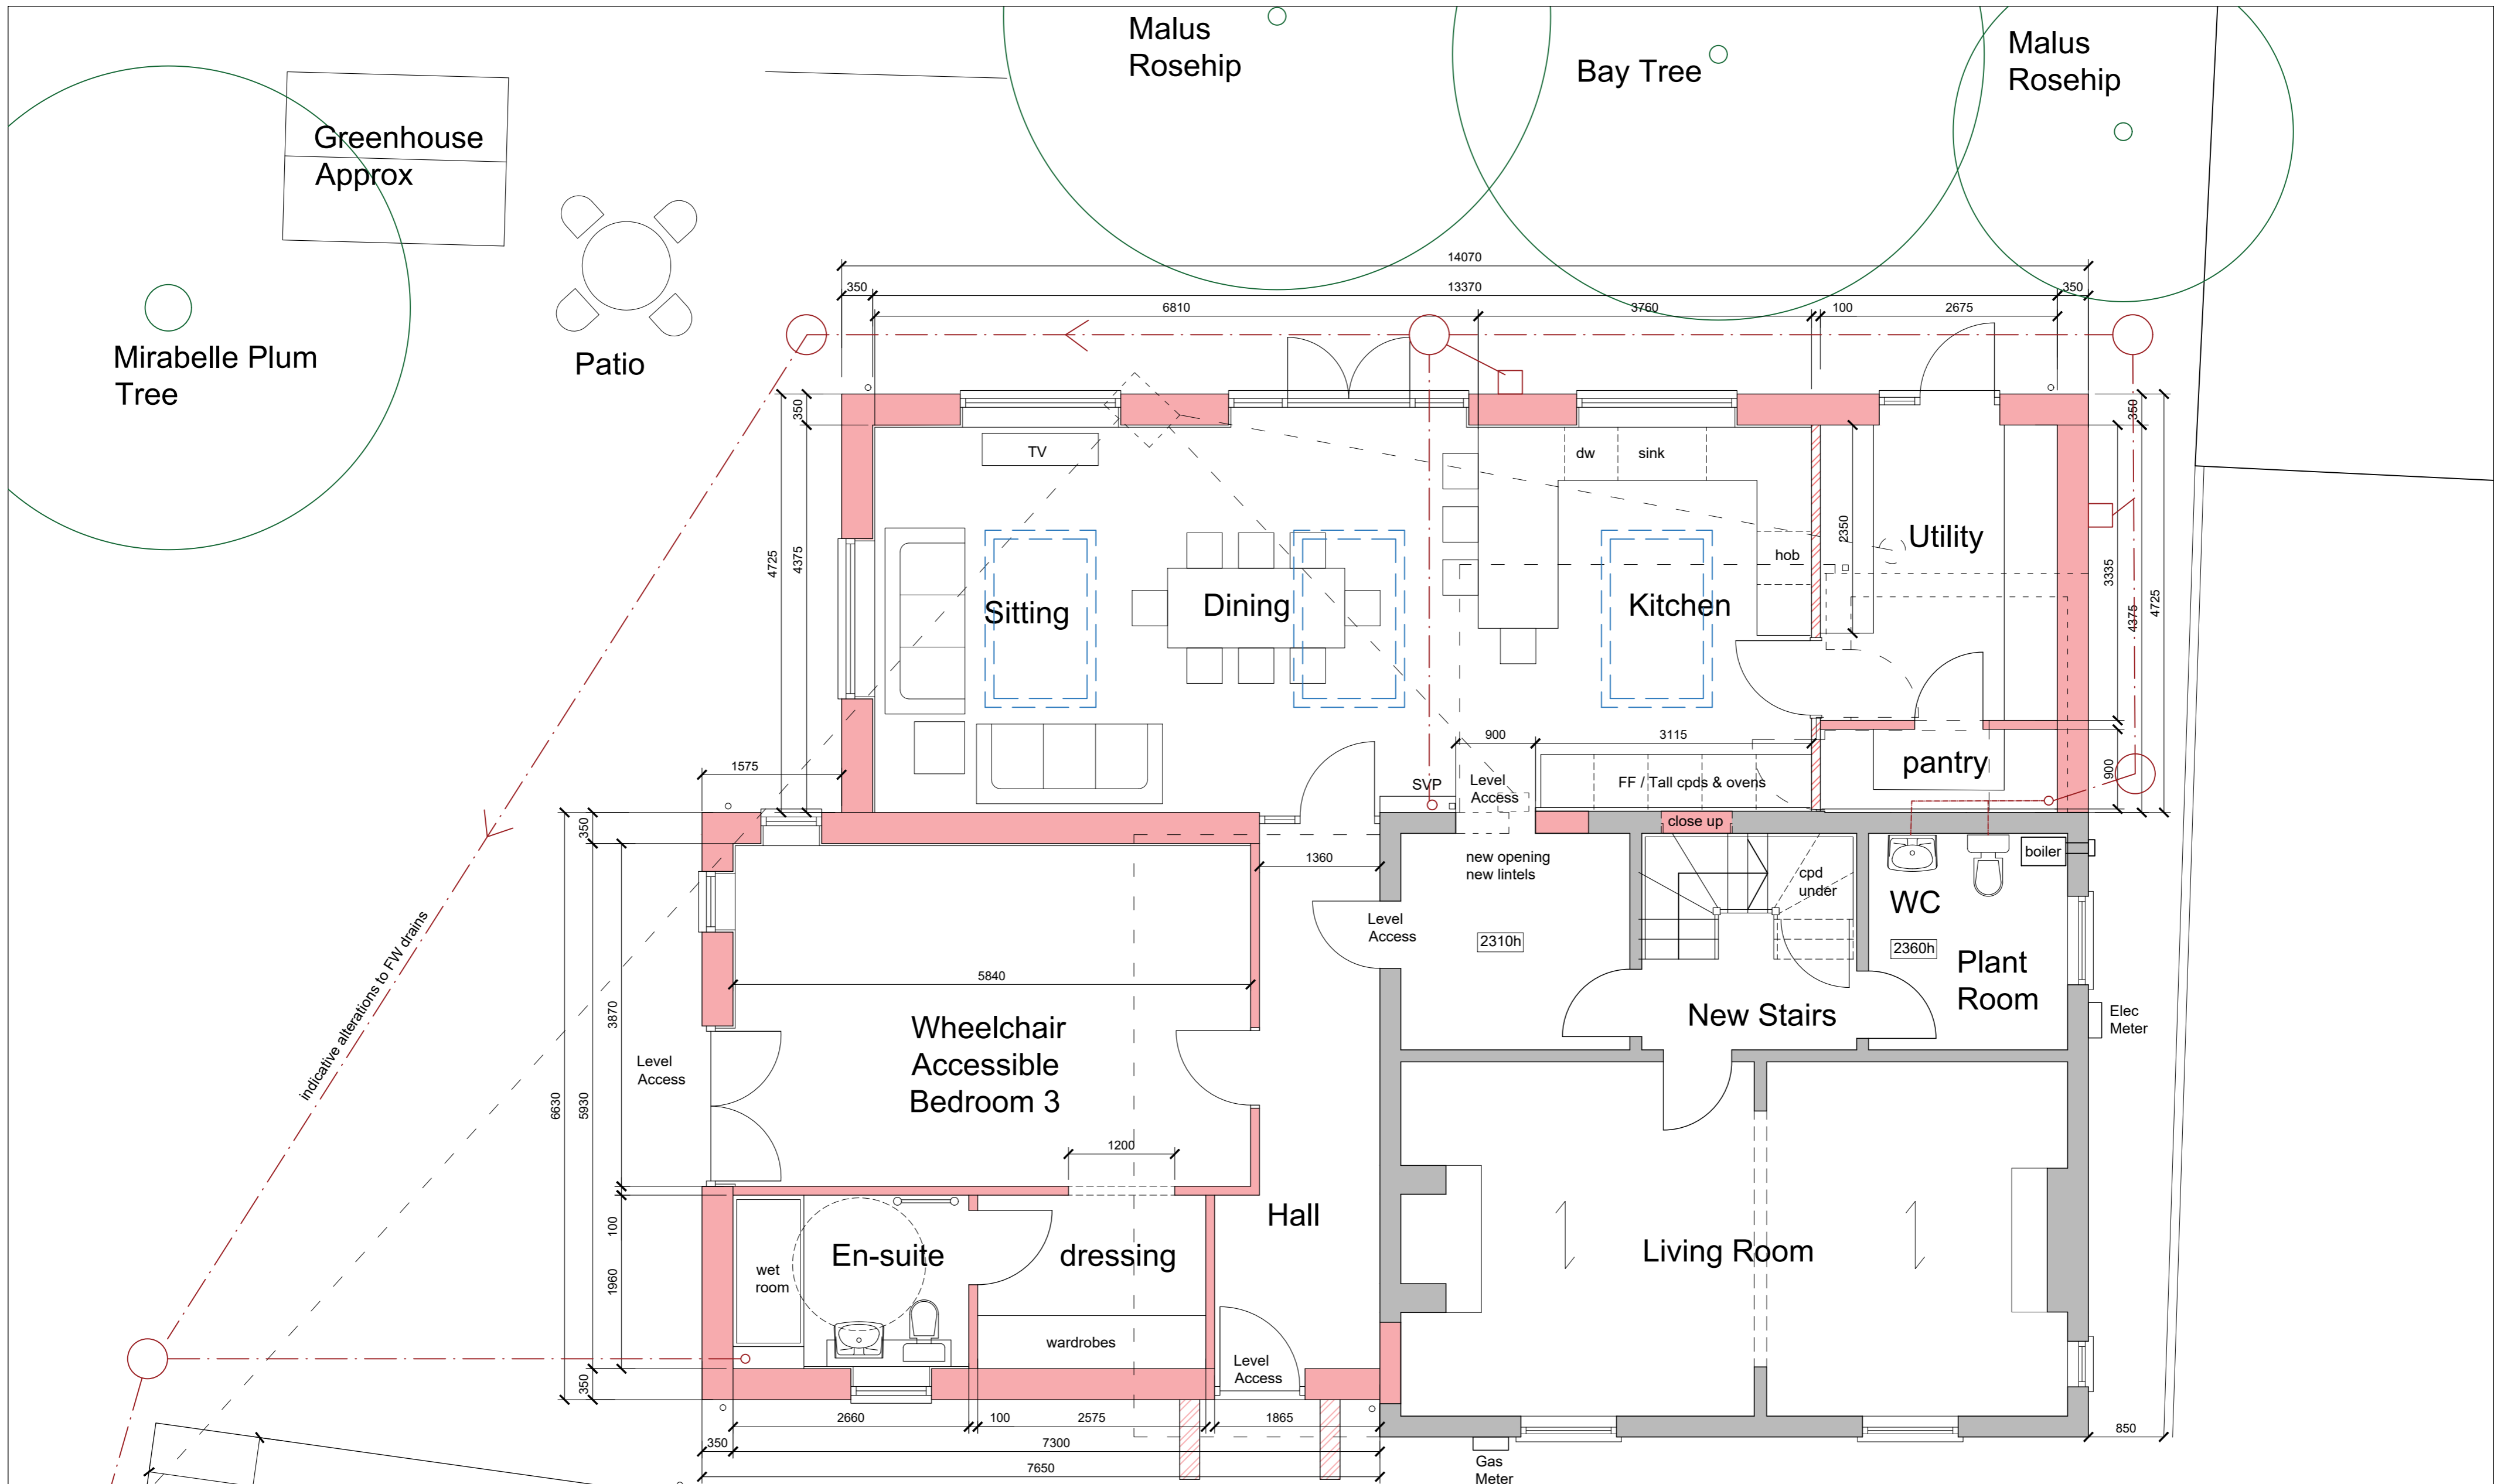 Malus
Rosehip
Bay Tree
Malus
Rosehip
Greenhouse
Approx
Mirabelle Plum
Tree
Patio
14070
350
13370
350
6810
3760
100
2675
4725
350
4375
TV
dw
sink
hob
2350
Utility
350
3335
4375
4725
Sitting
Dining
Kitchen
1575
900
3115
SVP
Level
Access
FF / Tall cpds & ovens
pantry
900
close up
350
1360
new opening
new lintels
cpd
under
boiler
WC
Level
Access
2310h
2360h
Plant
Room
5840
3870
Wheelchair
Accessible
Bedroom 3
New Stairs
Elec
Meter
indicative alterations to FW drains
Level
Access
6630
5930
1200
100
Hall
En-suite
dressing
Living Room
wet
room
1960
wardrobes
Level
Access
350
2660
100
2575
1865
350
7300
850
7650
Gas
Meter